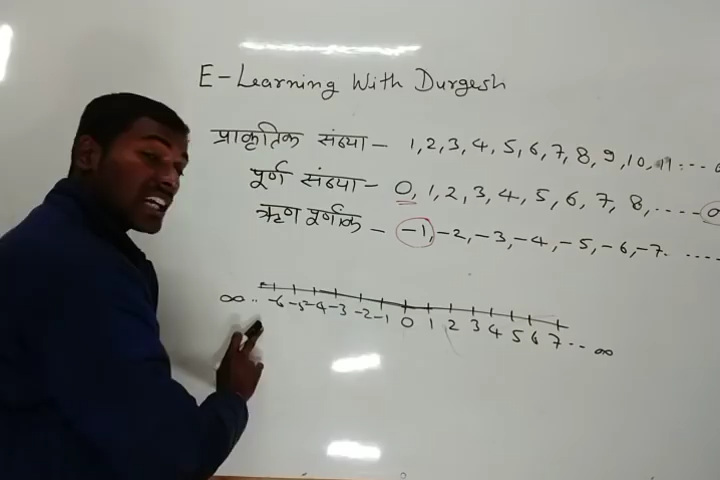 E-Learning With Durgesh
प्राकृतिक संख्या – 1, 2, 3, 4, 5, 6, 7, 8, 9, 10, 11, ---
पूर्ण संख्या – 0, 1, 2, 3, 4, 5, 6, 7, 8, ----
ऋण पूर्णांक – -1, -2, -3, -4, -5, -6, -7. ----
∞ .. -6 -5 -4 -3 -2 -1 0 1 2 3 4 5 6 7 ... ∞